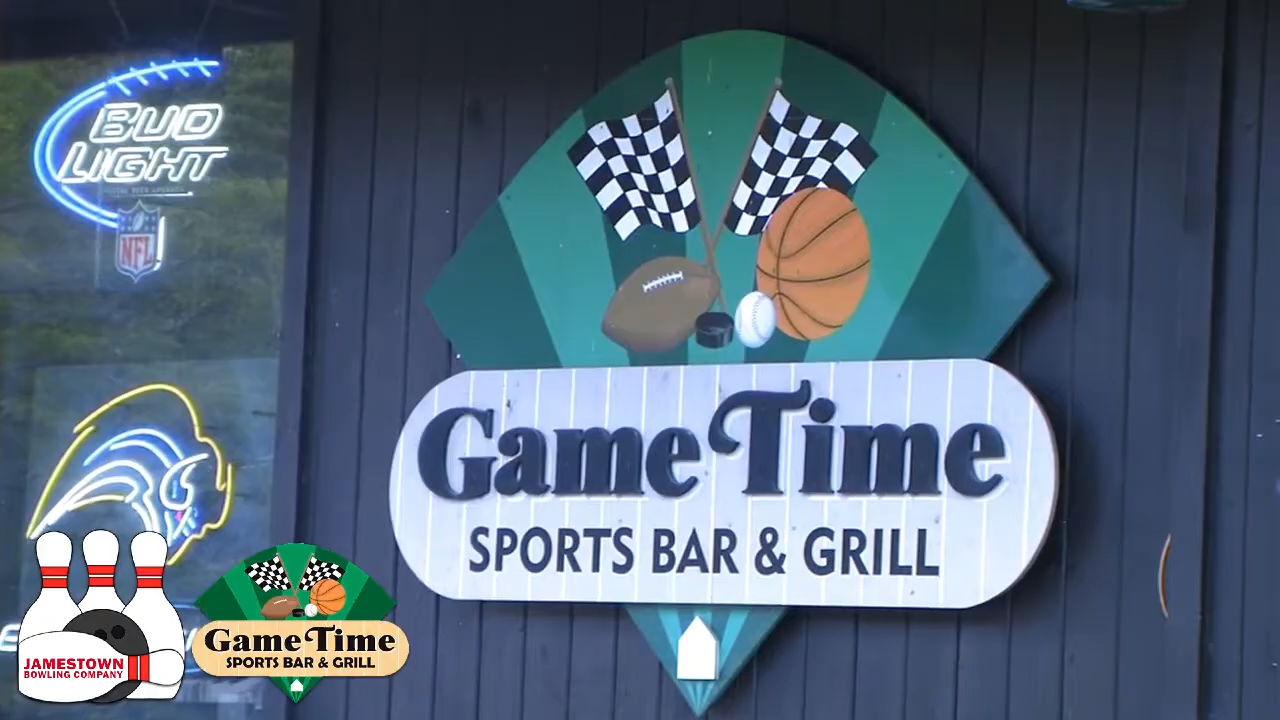 BUD
LIGHT
NFL
Game Time
SPORTS BAR & GRILL
JAMESTOWN
BOWLING COMPANY
Game Time
SPORTS BAR & GRILL